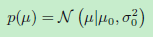 p(μ) = 𝒩 (μ|μ₀, σ₀²)